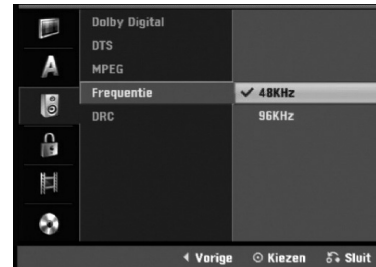 Dolby Digital
DTS
MPEG
Frequentie ✓ 48KHz
DRC 96KHz
A
Vorige Kiezen Sluit